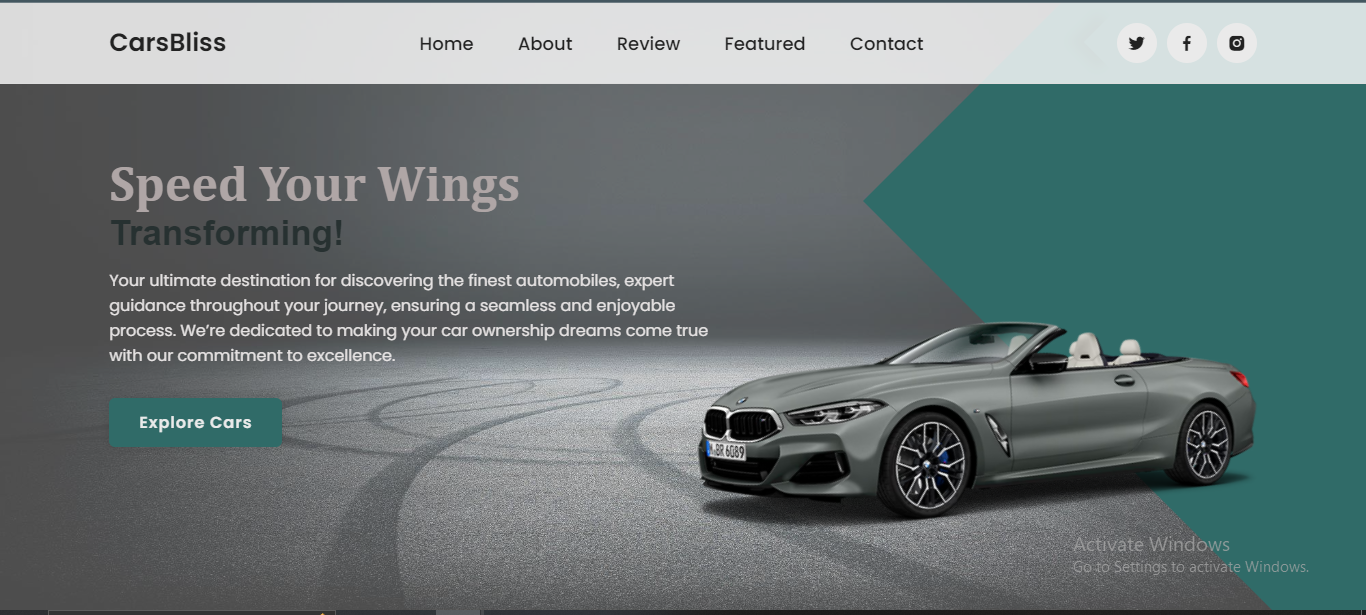 CarsBliss
Home About Review Featured Contact
Speed Your Wings
Transforming!
Your ultimate destination for discovering the finest automobiles, expert
guidance throughout your journey, ensuring a seamless and enjoyable
process. We’re dedicated to making your car ownership dreams come true
with our commitment to excellence.
Explore Cars
BR 6089
Activate Windows
Go to Settings to activate Windows.